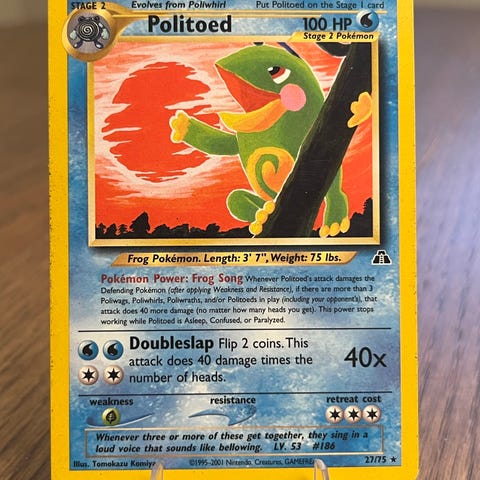 STAGE 2 Evolves from Poliwhirl Put Politoed on the Stage 1 card
Politoed 100 HP
Stage 2 Pokémon
Frog Pokémon. Length: 3' 7", Weight: 75 lbs.
Pokémon Power: Frog Song Whenever Politoed's attack damages the
Defending Pokémon (after applying Weakness and Resistance), if there are more than 3
Poliwags, Poliwhirls, Poliwraths, and/or Politoeds in play (including your opponent's), that
attack does 40 more damage (no matter how many heads you get). This power stops
working while Politoed is Asleep, Confused, or Paralyzed.
Doubleslap Flip 2 coins. This
attack does 40 damage times the
number of heads.
40x
weakness resistance retreat cost
Whenever three or more of these get together, they sing in a
loud voice that sounds like bellowing. LV. 53 #186
Illus. Tomokazu Komiya ©1995-2001 Nintendo, Creatures, GAMEFREAK 27/75